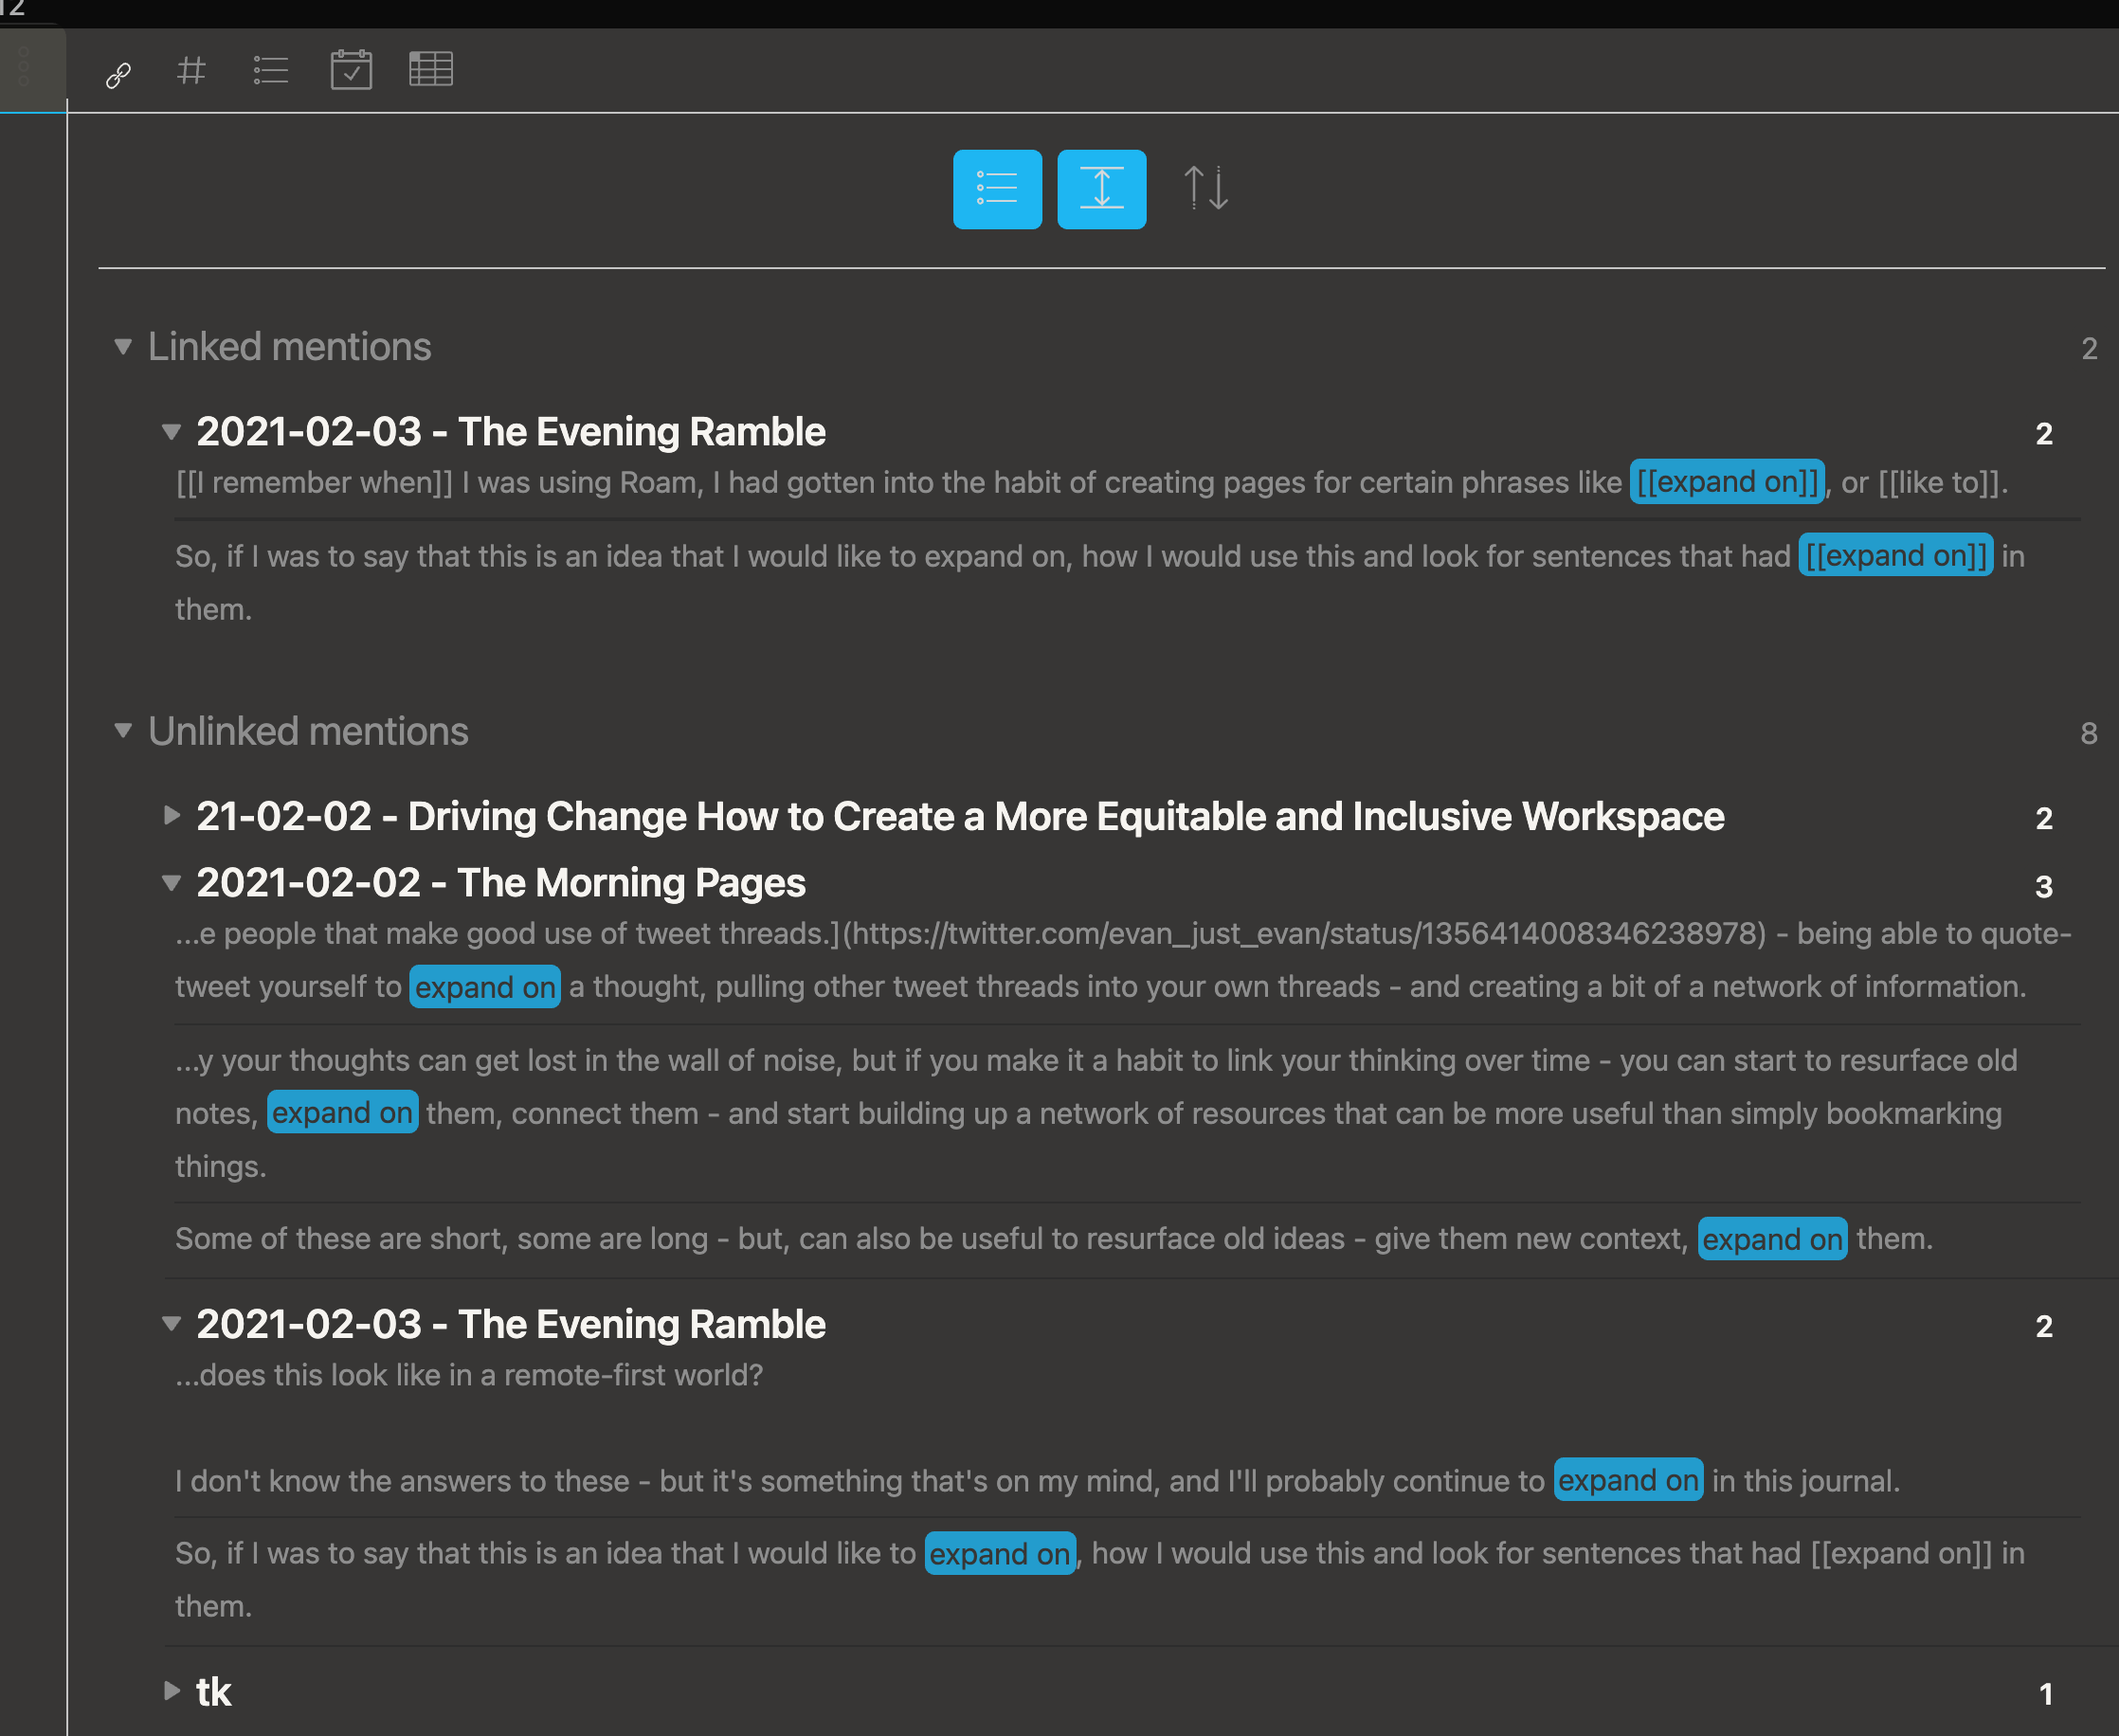 12
Linked mentions 2
2021-02-03 - The Evening Ramble 2
[[I remember when]] I was using Roam, I had gotten into the habit of creating pages for certain phrases like [[expand on]], or [[like to]].
So, if I was to say that this is an idea that I would like to expand on, how I would use this and look for sentences that had [[expand on]] in
them.
Unlinked mentions 8
21-02-02 - Driving Change How to Create a More Equitable and Inclusive Workspace 2
2021-02-02 - The Morning Pages 3
...e people that make good use of tweet threads.](https://twitter.com/evan_just_evan/status/1356414008346238978) - being able to quote-
tweet yourself to expand on a thought, pulling other tweet threads into your own threads - and creating a bit of a network of information.
...y your thoughts can get lost in the wall of noise, but if you make it a habit to link your thinking over time - you can start to resurface old
notes, expand on them, connect them - and start building up a network of resources that can be more useful than simply bookmarking
things.
Some of these are short, some are long - but, can also be useful to resurface old ideas - give them new context, expand on them.
2021-02-03 - The Evening Ramble 2
...does this look like in a remote-first world?
I don't know the answers to these - but it's something that's on my mind, and I'll probably continue to expand on in this journal.
So, if I was to say that this is an idea that I would like to expand on, how I would use this and look for sentences that had [[expand on]] in
them.
tk 1